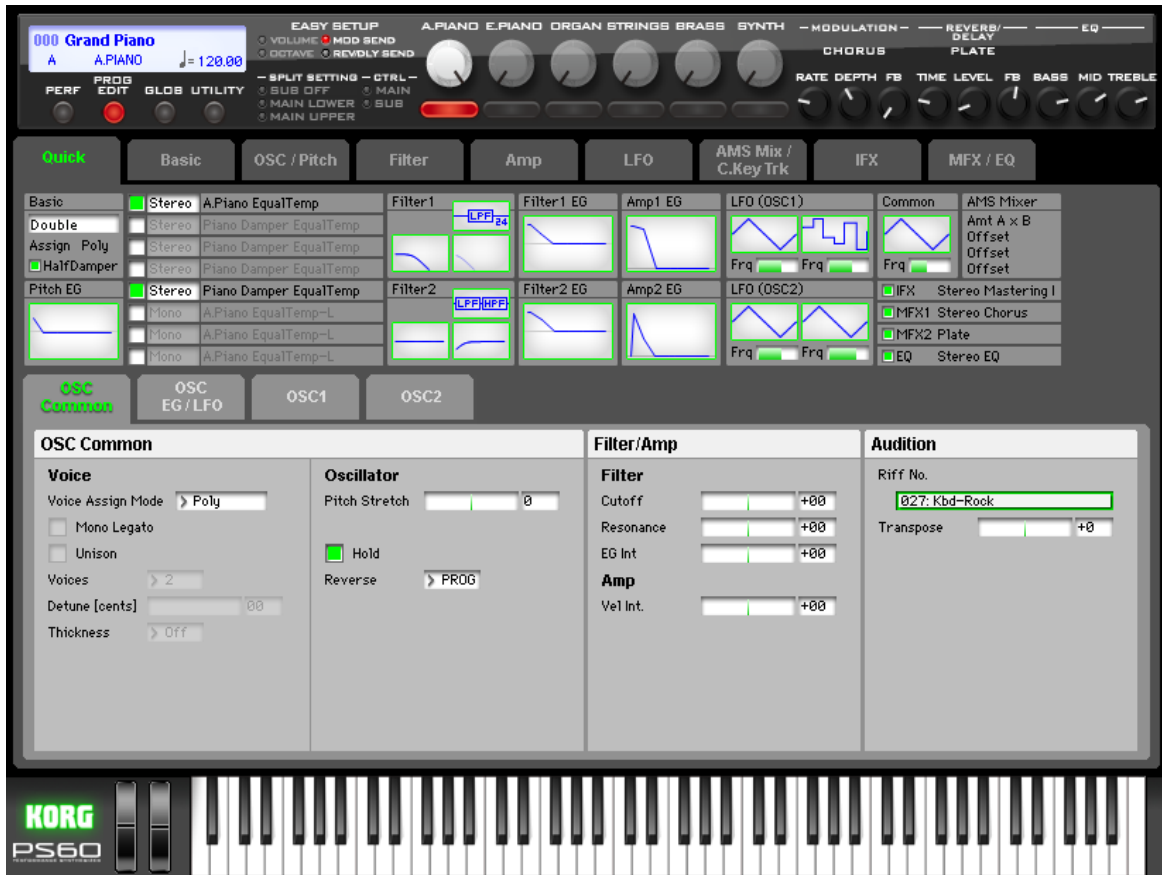 000 Grand Piano
A A.PIANO ♩= 120.00
PERF PROG EDIT GLOB UTILITY
EASY SETUP
VOLUME MOD SEND
OCTAVE REV/DLY SEND
SPLIT SETTING CTRL
SUB OFF MAIN
MAIN LOWER SUB
MAIN UPPER
A.PIANO E.PIANO ORGAN STRINGS BRASS SYNTH
MODULATION REVERB/DELAY EQ
CHORUS PLATE
RATE DEPTH FB TIME LEVEL FB BASS MID TREBLE
Quick Basic OSC / Pitch Filter Amp LFO AMS Mix / C.Key Trk IFX MFX / EQ
Basic
Double
Assign Poly
HalfDamper
Pitch EG
Stereo A.Piano EqualTemp
Stereo Piano Damper EqualTemp
Stereo Piano Damper EqualTemp
Stereo Piano Damper EqualTemp
Stereo Piano Damper EqualTemp
Mono A.Piano EqualTemp-L
Mono A.Piano EqualTemp-L
Mono A.Piano EqualTemp-L
Filter1
LPF 24
Filter1 EG
Amp1 EG
LFO (OSC1)
Frq Frq
Common
Frq
AMS Mixer
Amt A x B
Offset
Offset
Offset
Filter2
LPF HPF
Filter2 EG
Amp2 EG
LFO (OSC2)
Frq Frq
IFX Stereo Mastering l
MFX1 Stereo Chorus
MFX2 Plate
EQ Stereo EQ
OSC Common OSC EG / LFO OSC1 OSC2
OSC Common
Voice
Voice Assign Mode Poly
Mono Legato
Unison
Voices 2
Detune [cents] 00
Thickness Off
Oscillator
Pitch Stretch 0
Hold
Reverse PROG
Filter/Amp
Filter
Cutoff +00
Resonance +00
EG Int +00
Amp
Vel Int. +00
Audition
Riff No.
027: Kbd-Rock
Transpose +0
KORG
PS60